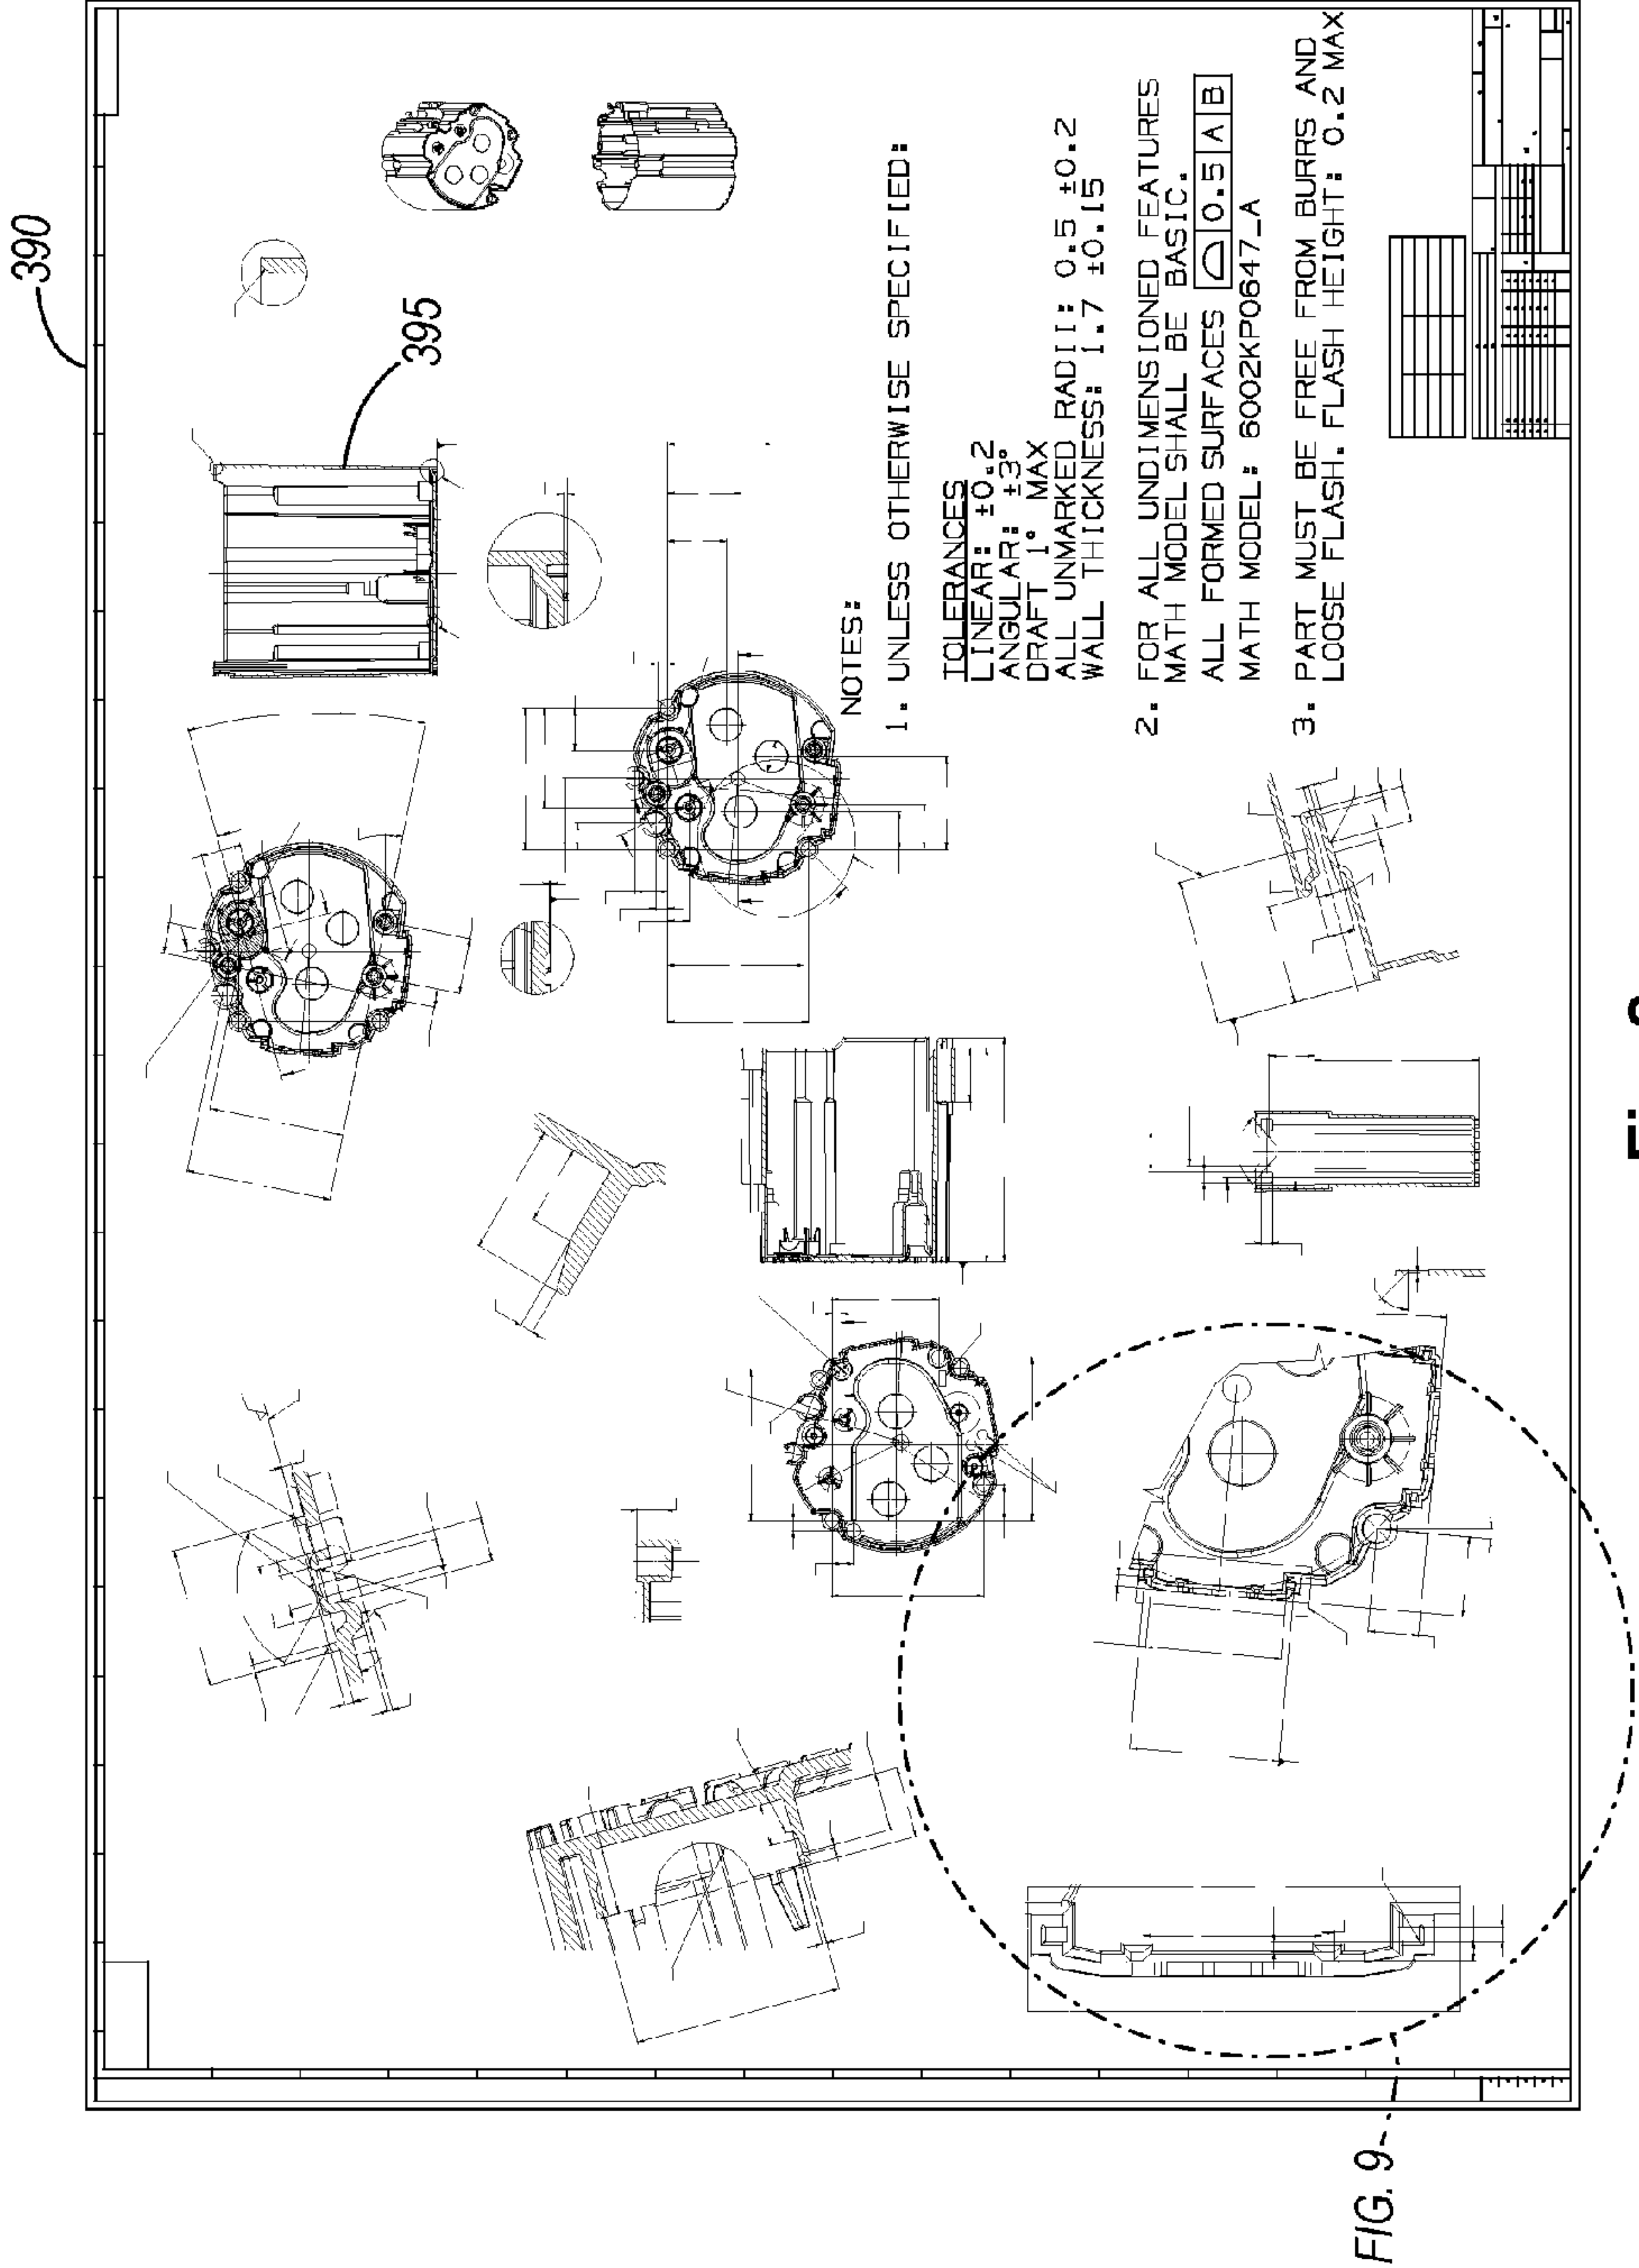 390
395
NOTES:
1. UNLESS OTHERWISE SPECIFIED:
TOLERANCES
LINEAR: ±0.2
ANGULAR: ±3°
DRAFT 1° MAX
ALL UNMARKED RADII: 0.5 ±0.2
WALL THICKNESS: 1.7 ±0.15
2. FOR ALL UNDIMENSIONED FEATURES
MATH MODEL SHALL BE BASIC.
ALL FORMED SURFACES ⌓ 0.5 A B
MATH MODEL: 6002KP0647_A
3. PART MUST BE FREE FROM BURRS AND
LOOSE FLASH. FLASH HEIGHT: 0.2 MAX
FIG. 9